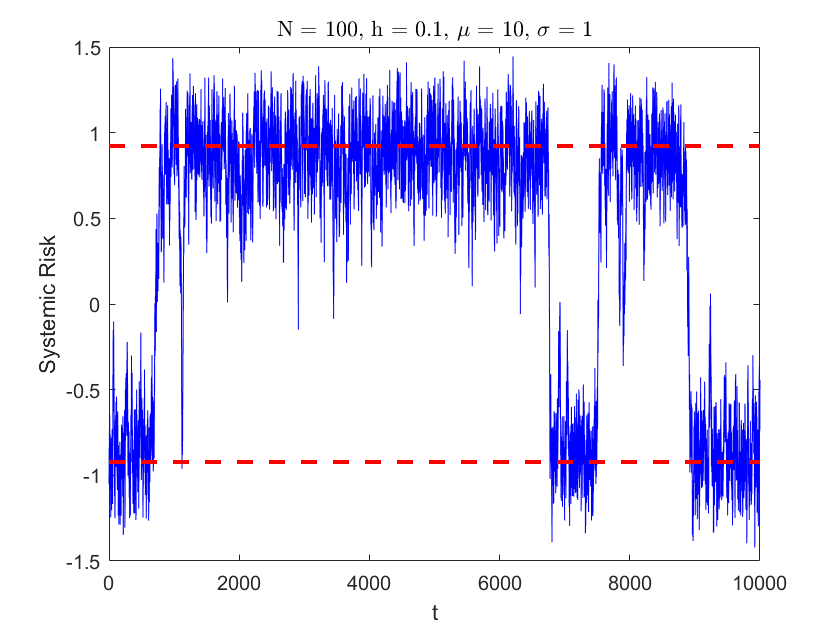 N = 100, h = 0.1, μ = 10, σ = 1
1.5
1
0.5
0
-0.5
-1
-1.5
Systemic Risk
0 2000 4000 6000 8000 10000
t